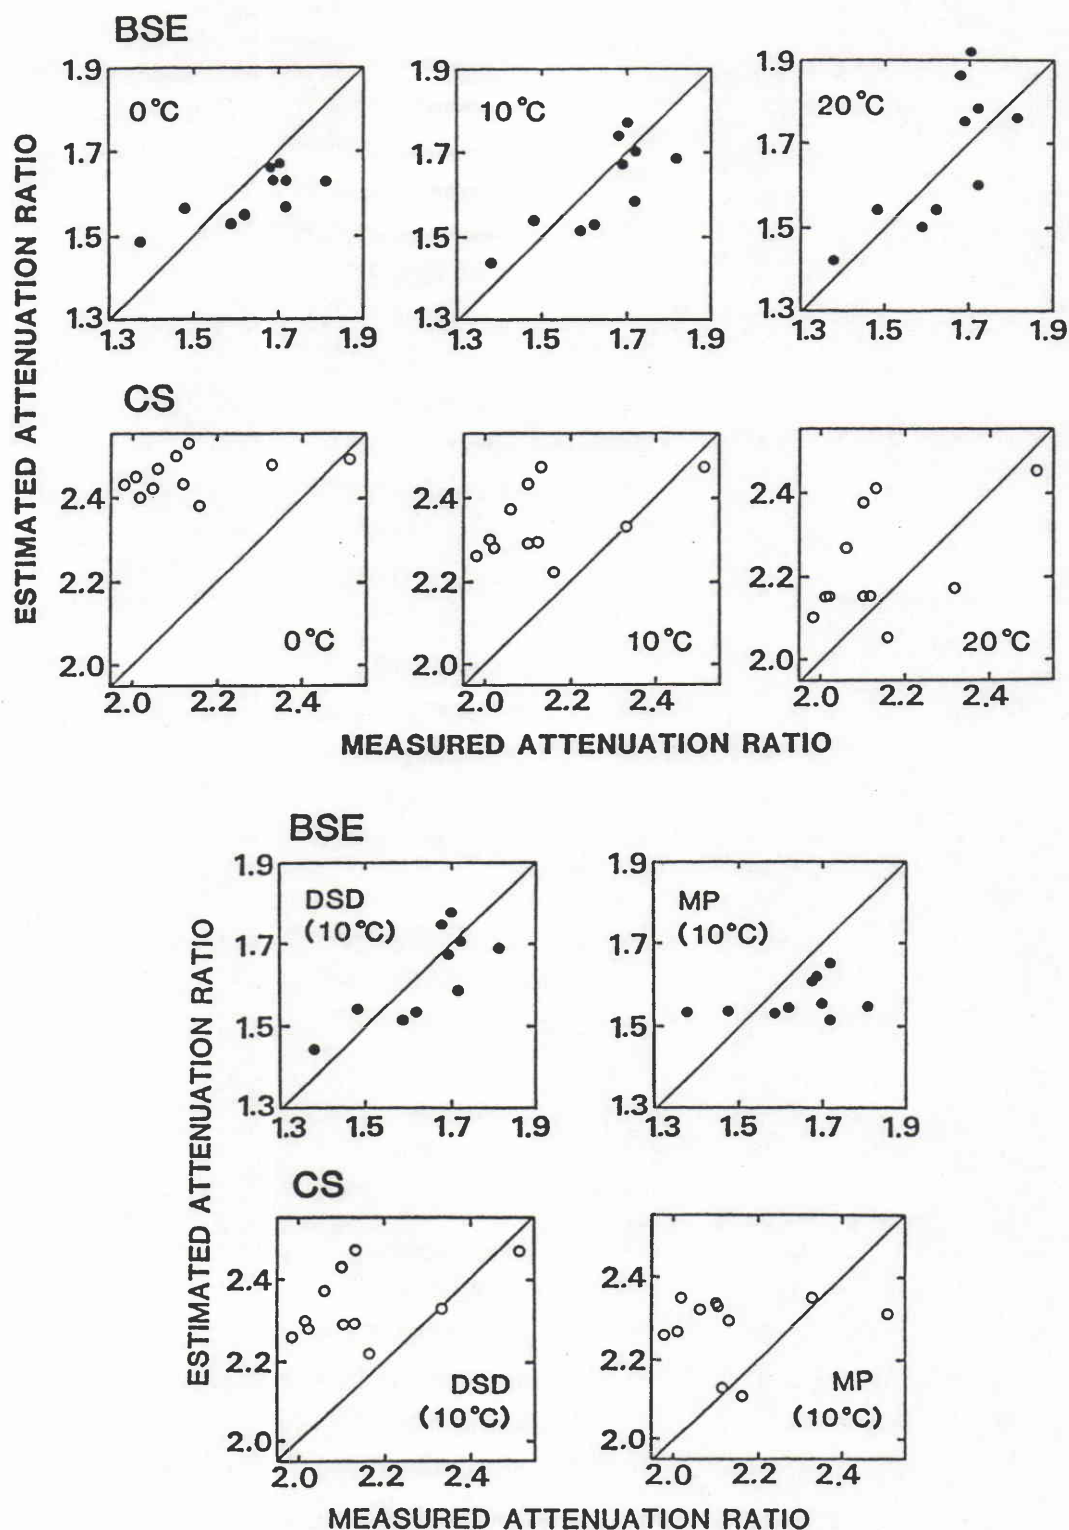 BSE
1.9
1.7
1.5
1.3
1.3 1.5 1.7 1.9
0°C
1.9
1.7
1.5
1.3
1.3 1.5 1.7 1.9
10°C
1.9
1.7
1.5
1.3
1.3 1.5 1.7 1.9
20°C
ESTIMATED ATTENUATION RATIO
CS
2.4
2.2
2.0
2.0 2.2 2.4
0°C
2.4
2.2
2.0
2.0 2.2 2.4
10°C
2.4
2.2
2.0
2.0 2.2 2.4
20°C
MEASURED ATTENUATION RATIO
BSE
1.9
1.7
1.5
1.3
1.3 1.5 1.7 1.9
DSD
(10°C)
1.9
1.7
1.5
1.3
1.3 1.5 1.7 1.9
MP
(10°C)
ESTIMATED ATTENUATION RATIO
CS
2.4
2.2
2.0
2.0 2.2 2.4
DSD
(10°C)
2.4
2.2
2.0
2.0 2.2 2.4
MP
(10°C)
MEASURED ATTENUATION RATIO